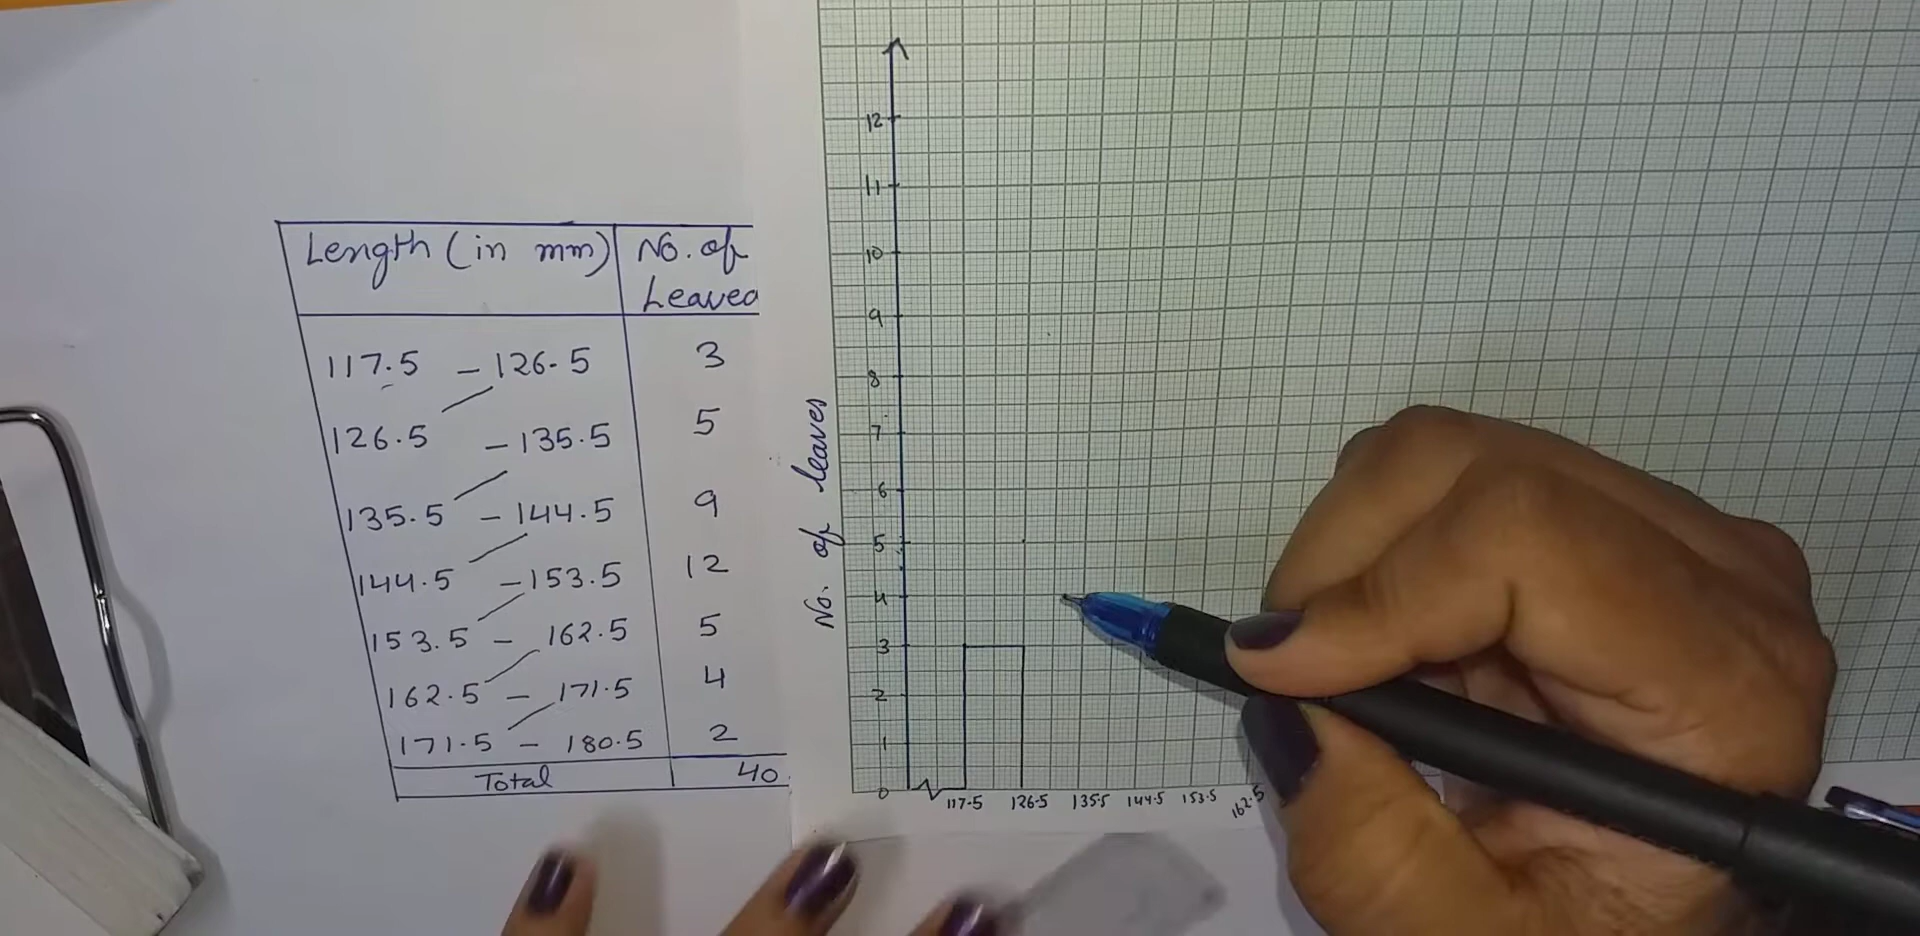 Length (in mm) No. of
Leaves
117.5 - 126.5 3
126.5 - 135.5 5
135.5 - 144.5 9
144.5 - 153.5 12
153.5 - 162.5 5
162.5 - 171.5 4
171.5 - 180.5 2
Total 40
No. of leaves
12
11
10
9
8
7
6
5
4
3
2
1
0
117.5 126.5 135.5 144.5 153.5 162.5